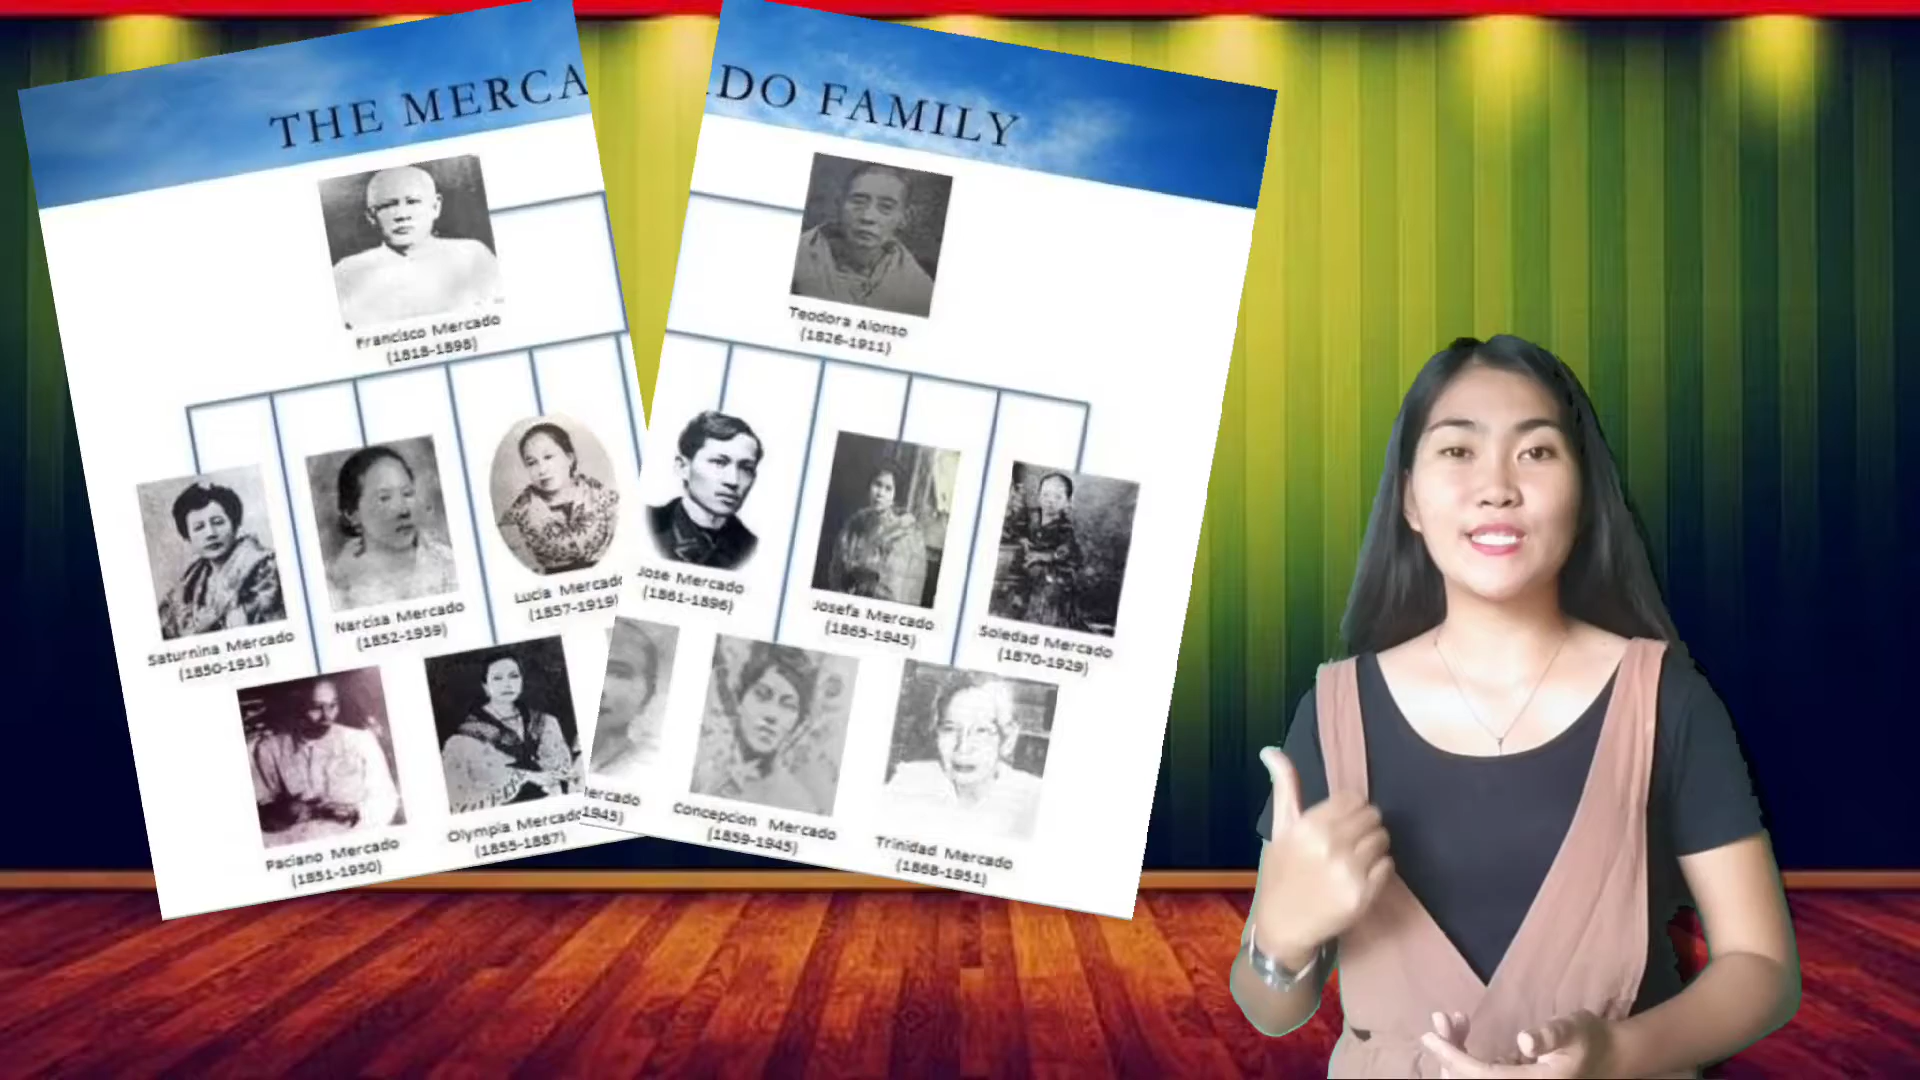 THE MERCA
DO FAMILY
Francisco Mercado
(1818-1898)
Teodora Alonso
(1826-1911)
Saturnina Mercado
(1850-1913)
Narcisa Mercado
(1852-1939)
Lucia Mercado
(1857-1919)
Jose Mercado
(1861-1896)
Josefa Mercado
(1865-1945)
Soledad Mercado
(1870-1929)
Paciano Mercado
(1851-1930)
Olympia Mercado
(1855-1887)
Mercado
1945)
Concepcion Mercado
(1859-1945)
Trinidad Mercado
(1868-1951)